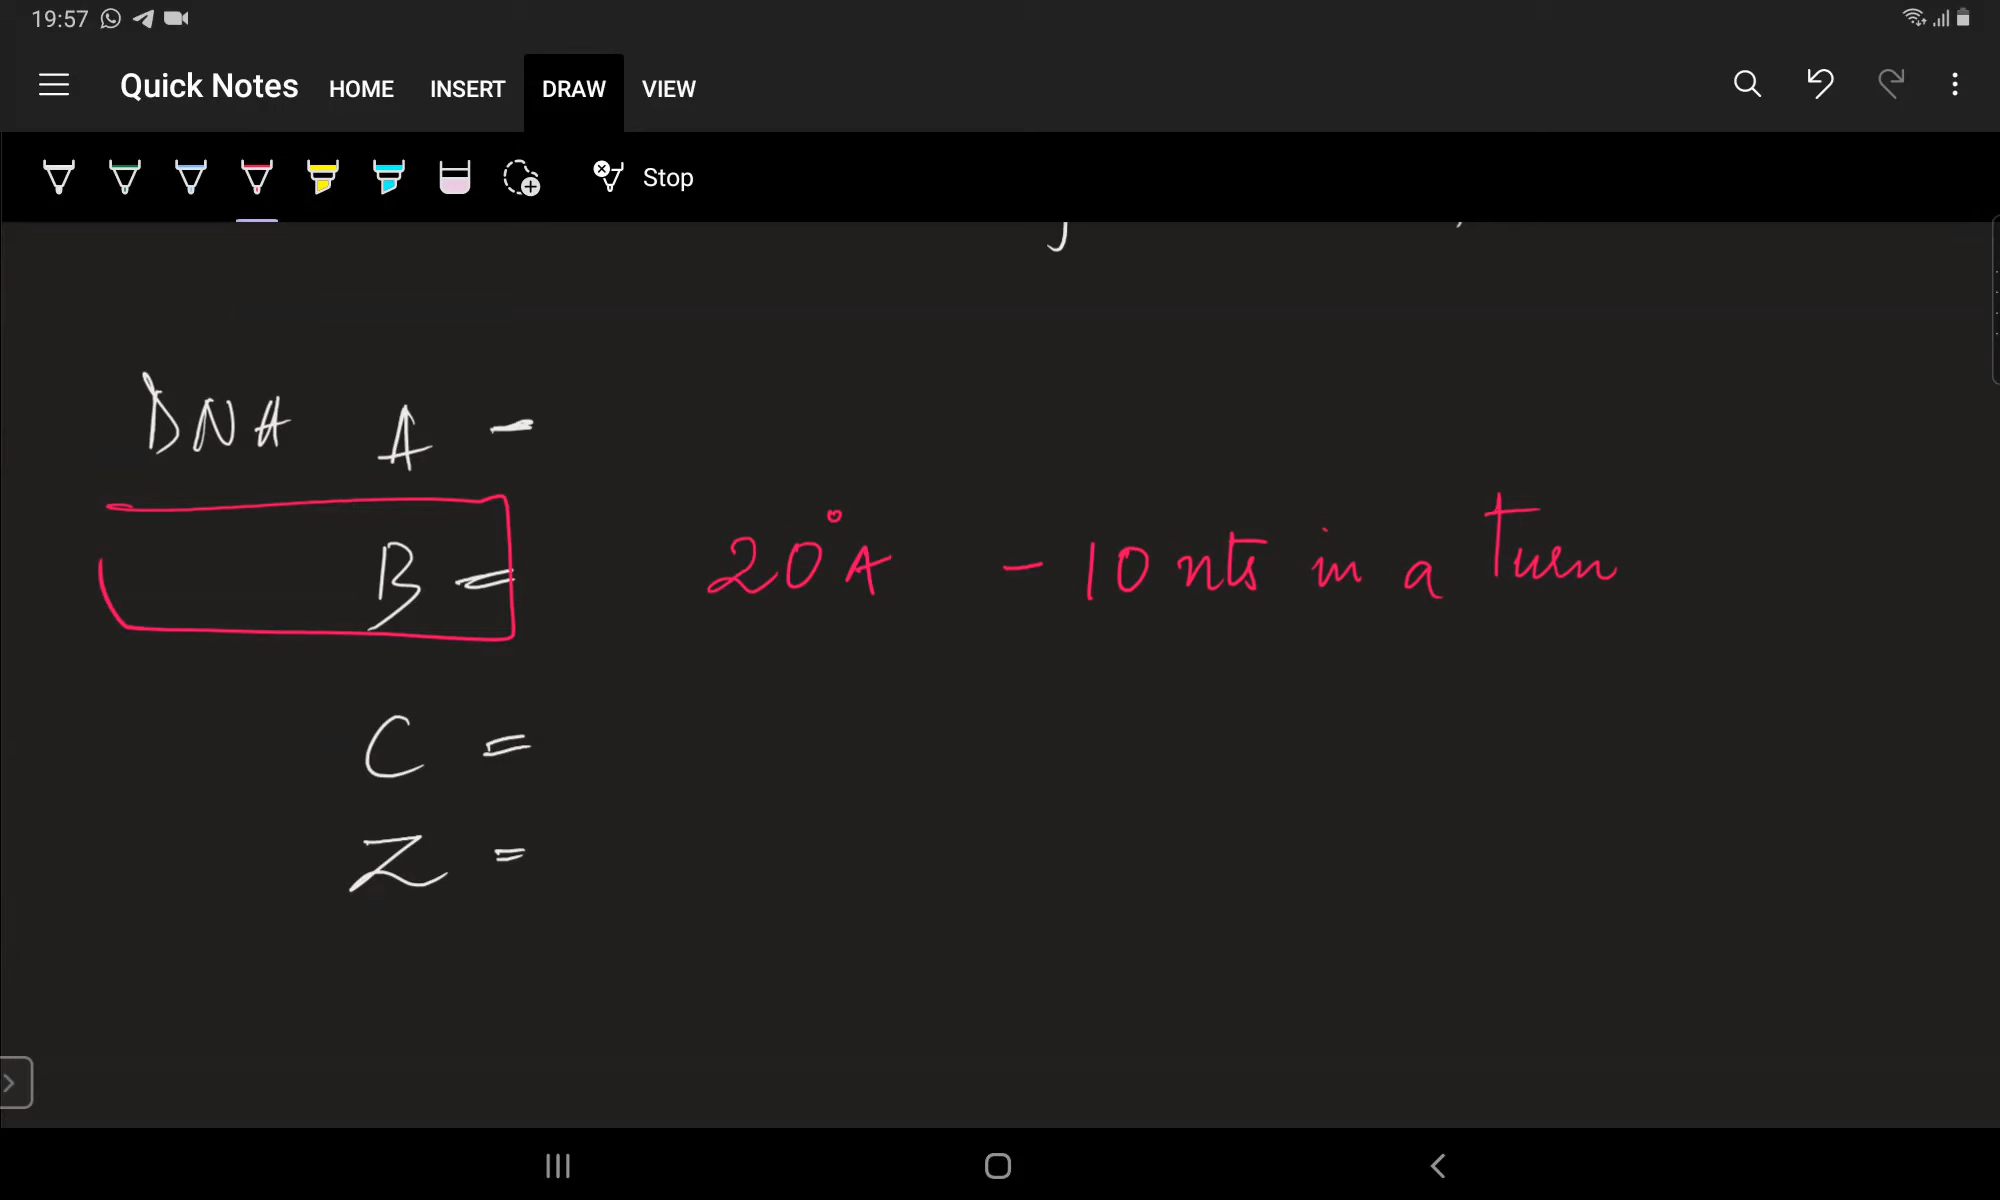 19:57
Quick Notes HOME INSERT DRAW VIEW
Stop
DNA A -
B = 20°A - 10 nts in a Turn
C =
Z =